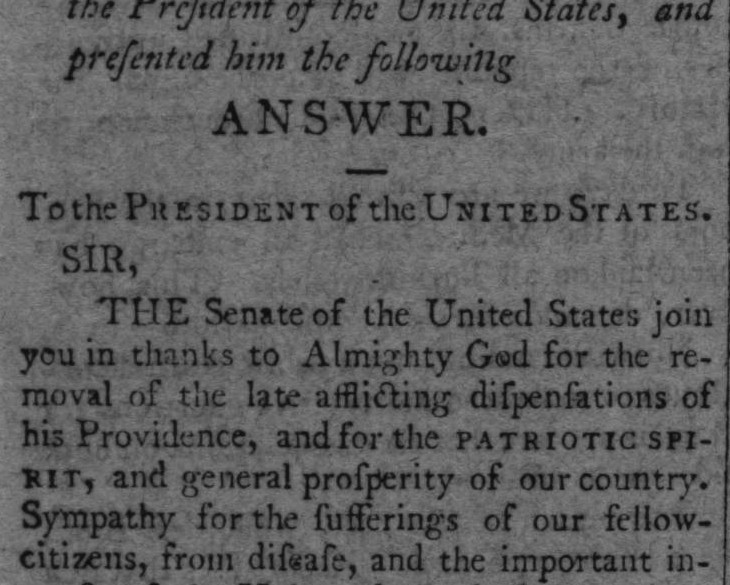 the Preſident of the United States, and
preſented him the following
ANSWER.
To the PRESIDENT of the UNITED STATES.
SIR,
THE Senate of the United States join
you in thanks to Almighty God for the re-
moval of the late afflicting diſpenſations of
his Providence, and for the PATRIOTIC SPI-
RIT, and general proſperity of our country.
Sympathy for the ſufferings of our fellow-
citizens, from diſeaſe, and the important in-